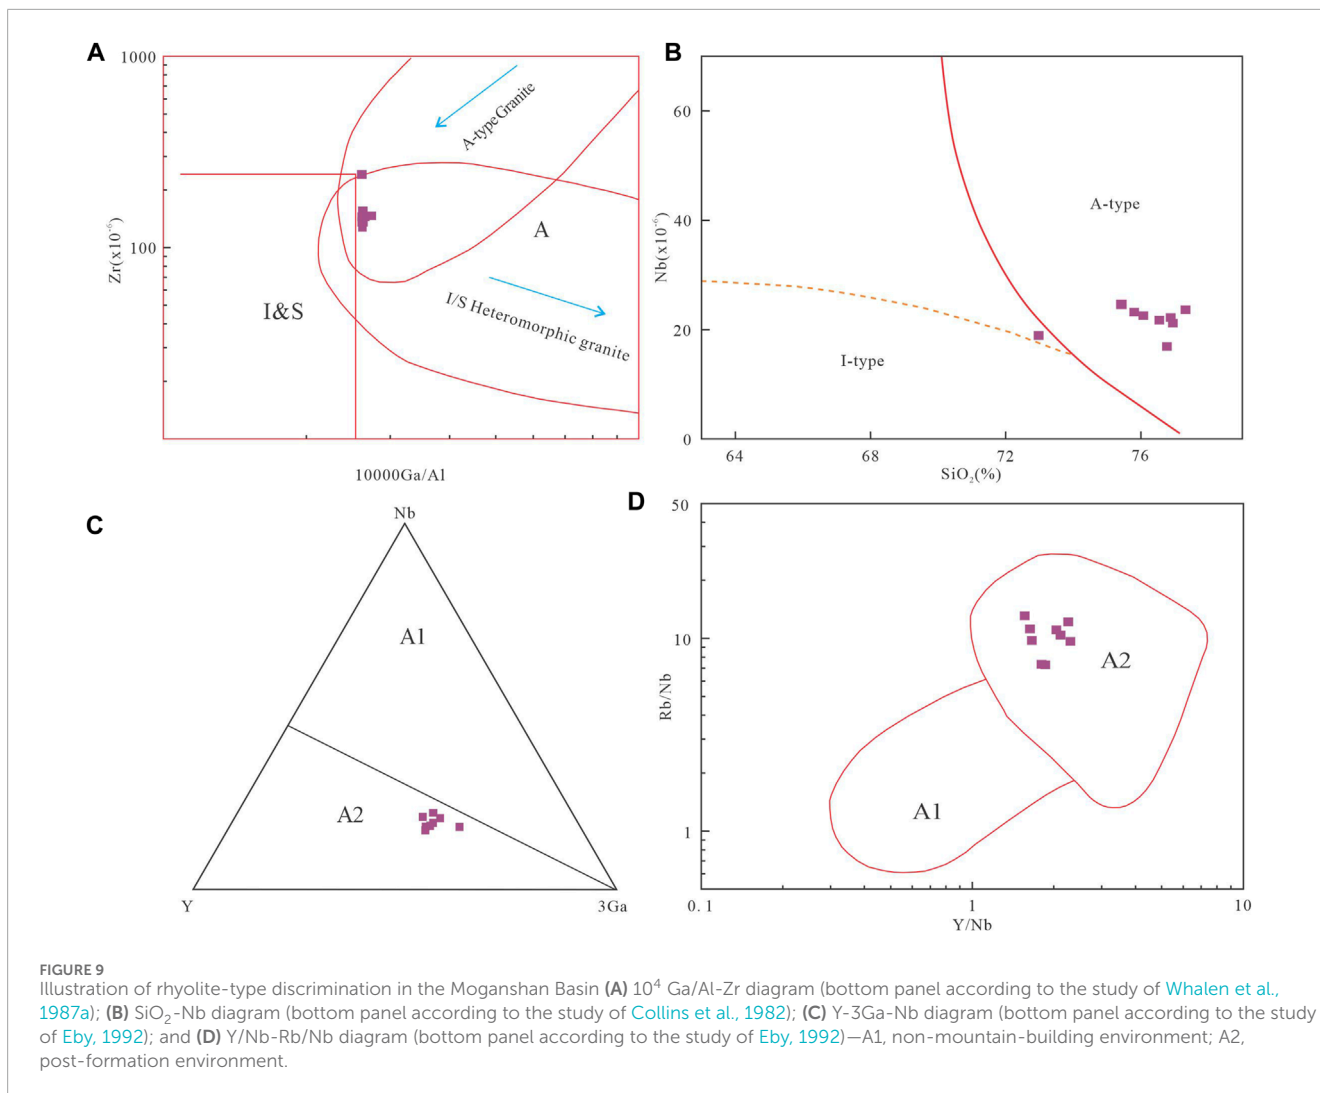 A
1000
100
Zr(x10⁻⁶)
A-type Granite
A
I&S
I/S Heteromorphic granite
10000Ga/Al
B
60
40
20
0
Nb(x10⁻⁶)
A-type
I-type
64 68 72 76
SiO₂(%)
C
Nb
A1
A2
Y 3Ga
D
50
10
1
Rb/Nb
A2
A1
0.1 1 10
Y/Nb
FIGURE 9
Illustration of rhyolite-type discrimination in the Moganshan Basin (A) 10⁴ Ga/Al-Zr diagram (bottom panel according to the study of Whalen et al.,
1987a); (B) SiO₂-Nb diagram (bottom panel according to the study of Collins et al., 1982); (C) Y-3Ga-Nb diagram (bottom panel according to the study
of Eby, 1992); and (D) Y/Nb-Rb/Nb diagram (bottom panel according to the study of Eby, 1992)—A1, non-mountain-building environment; A2,
post-formation environment.